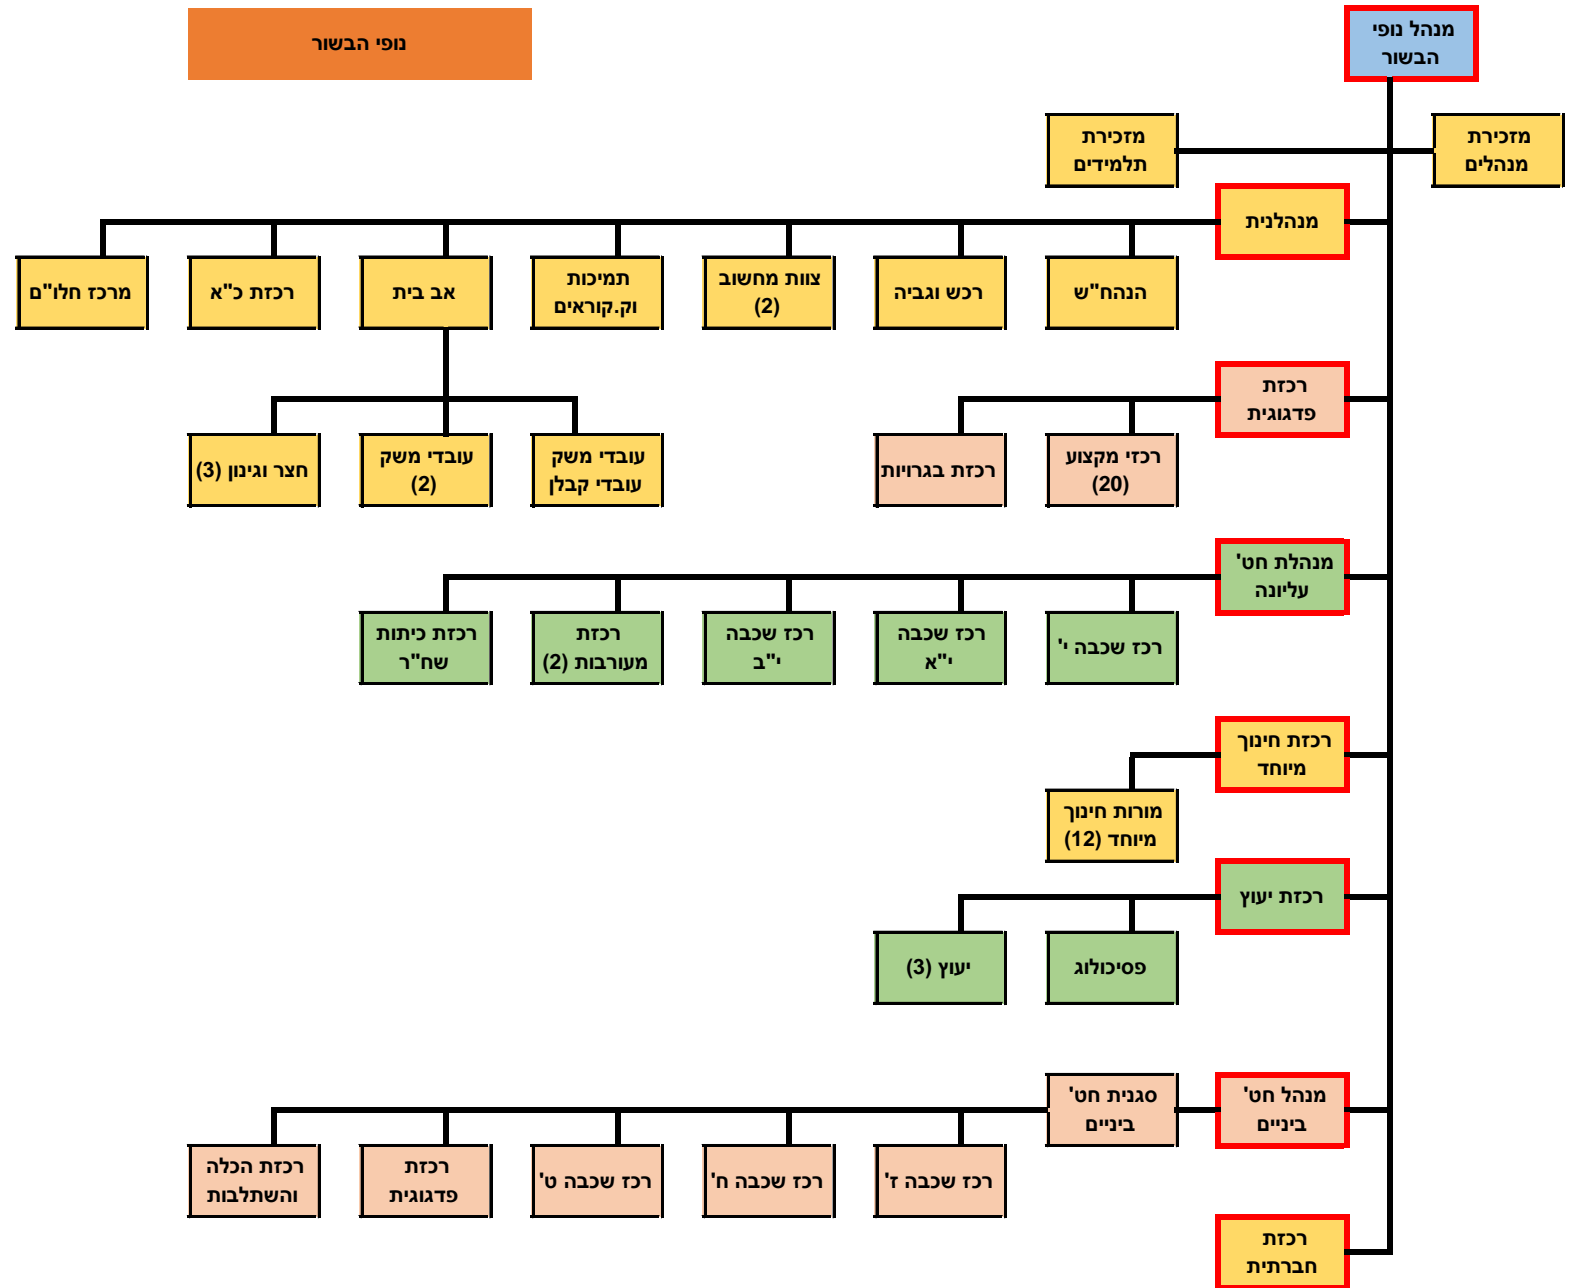 נופי הבשור
מנהל נופי
הבשור
מזכירת
מנהלים
מזכירת
תלמידים
מנהלנית
הנהח"ש
רכש וגביה
צוות מחשוב
(2)
תמיכות
וק.קוראים
אב בית
רכזת כ"א
מרכז חלו"ם
עובדי משק
עובדי קבלן
עובדי משק
(2)
חצר וגינון (3)
רכזת
פדגוגית
רכזי מקצוע
(20)
רכזת בגרויות
מנהלת חט'
עליונה
רכז שכבה י'
רכז שכבה
י"א
רכז שכבה
י"ב
רכזת
מעורבות (2)
רכזת כיתות
שח"ר
רכזת חינוך
מיוחד
מורות חינוך
מיוחד (12)
רכזת יעוץ
פסיכולוג
יעוץ (3)
מנהל חט'
ביניים
סגנית חט'
ביניים
רכז שכבה ז'
רכז שכבה ח'
רכז שכבה ט'
רכזת
פדגוגית
רכזת הכלה
והשתלבות
רכזת
חברתית